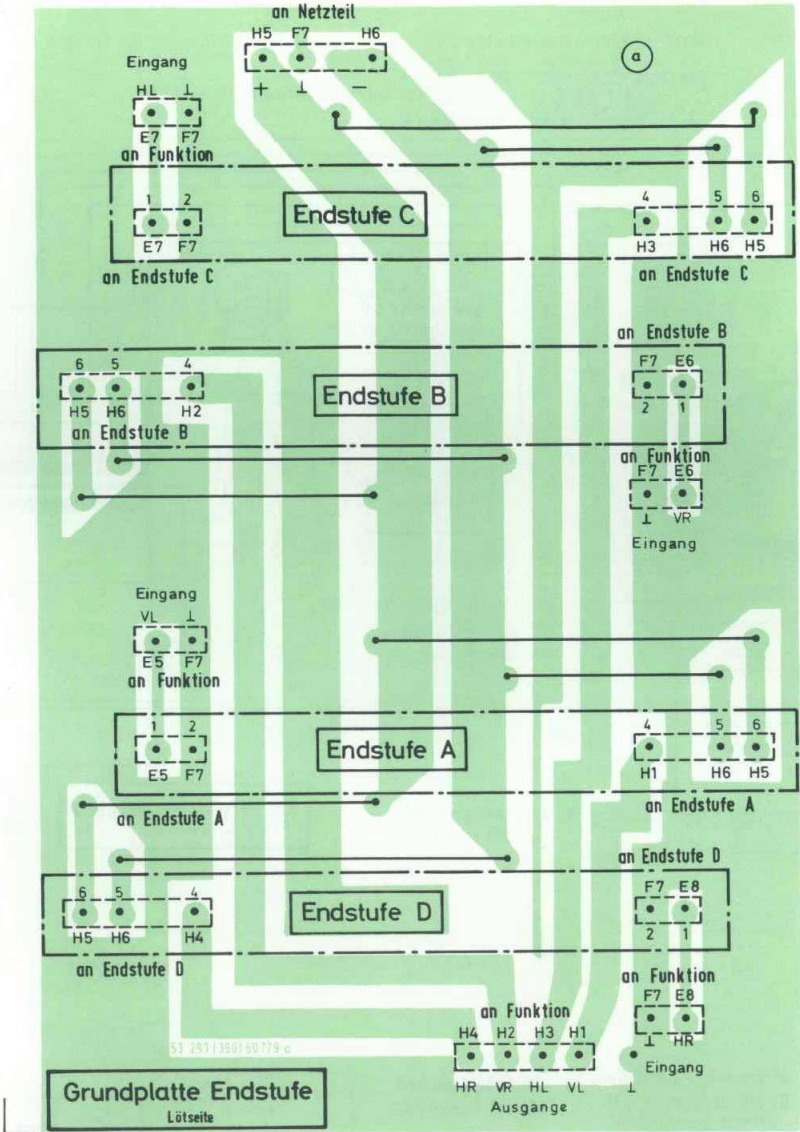 an Netzteil
H5 F7 H6
+ ⊥ −
a
Eingang
HL ⊥
E7 F7
an Funktion
1 2
E7 F7
an Endstufe C
Endstufe C
4 5 6
H3 H6 H5
an Endstufe C
6 5 4
H5 H6 H2
an Endstufe B
Endstufe B
an Endstufe B
F7 E6
2 1
an Funktion
F7 E6
⊥ VR
Eingang
Eingang
VL ⊥
E5 F7
an Funktion
1 2
E5 F7
an Endstufe A
Endstufe A
4 5 6
H1 H6 H5
an Endstufe A
6 5 4
H5 H6 H4
an Endstufe D
Endstufe D
an Endstufe D
F7 E8
2 1
an Funktion
F7 E8
⊥ HR
Eingang
an Funktion
H4 H2 H3 H1
HR VR HL VL ⊥
Ausgänge
Grundplatte Endstufe
Lötseite